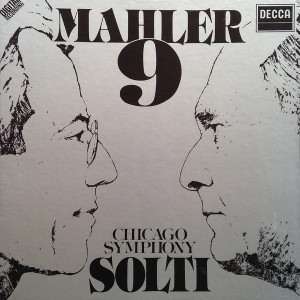 MAHLER
9
DECCA
CHICAGO
SYMPHONY
SOLTI